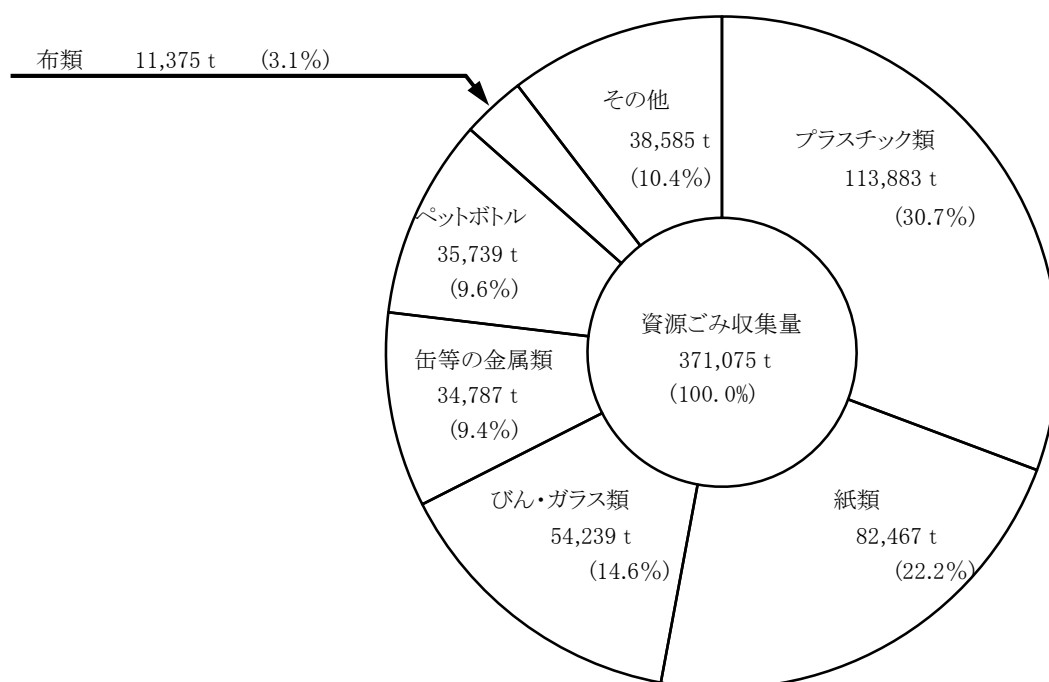 布類 11,375 t (3.1%)
その他
38,585 t
(10.4%)
プラスチック類
113,883 t
(30.7%)
ペットボトル
35,739 t
(9.6%)
資源ごみ収集量
371,075 t
(100.0%)
缶等の金属類
34,787 t
(9.4%)
びん・ガラス類
54,239 t
(14.6%)
紙類
82,467 t
(22.2%)